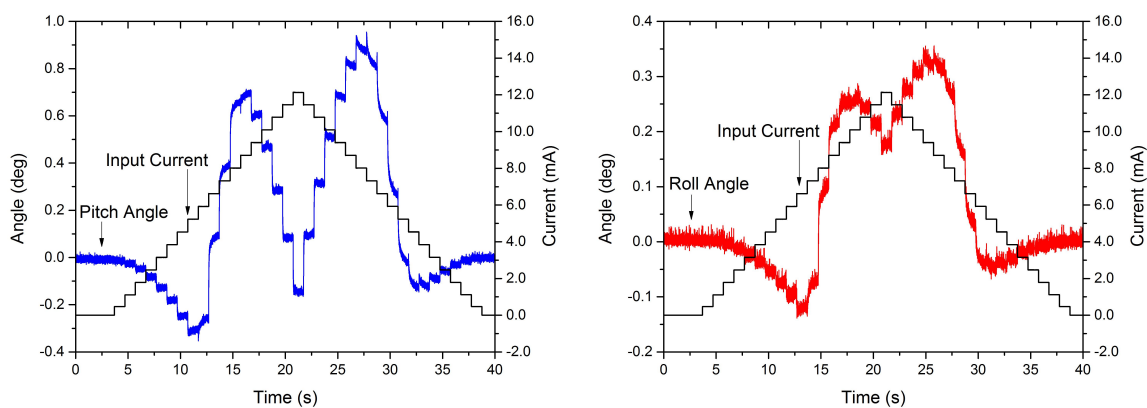 1.0
0.8
0.6
0.4
0.2
0.0
-0.2
-0.4
Angle (deg)
Input Current
Pitch Angle
16.0
14.0
12.0
10.0
8.0
6.0
4.0
2.0
0.0
-2.0
Current (mA)
0 5 10 15 20 25 30 35 40
Time (s)
0.4
0.3
0.2
0.1
0.0
-0.1
-0.2
Angle (deg)
Input Current
Roll Angle
16.0
14.0
12.0
10.0
8.0
6.0
4.0
2.0
0.0
-2.0
Current (mA)
0 5 10 15 20 25 30 35 40
Time (s)